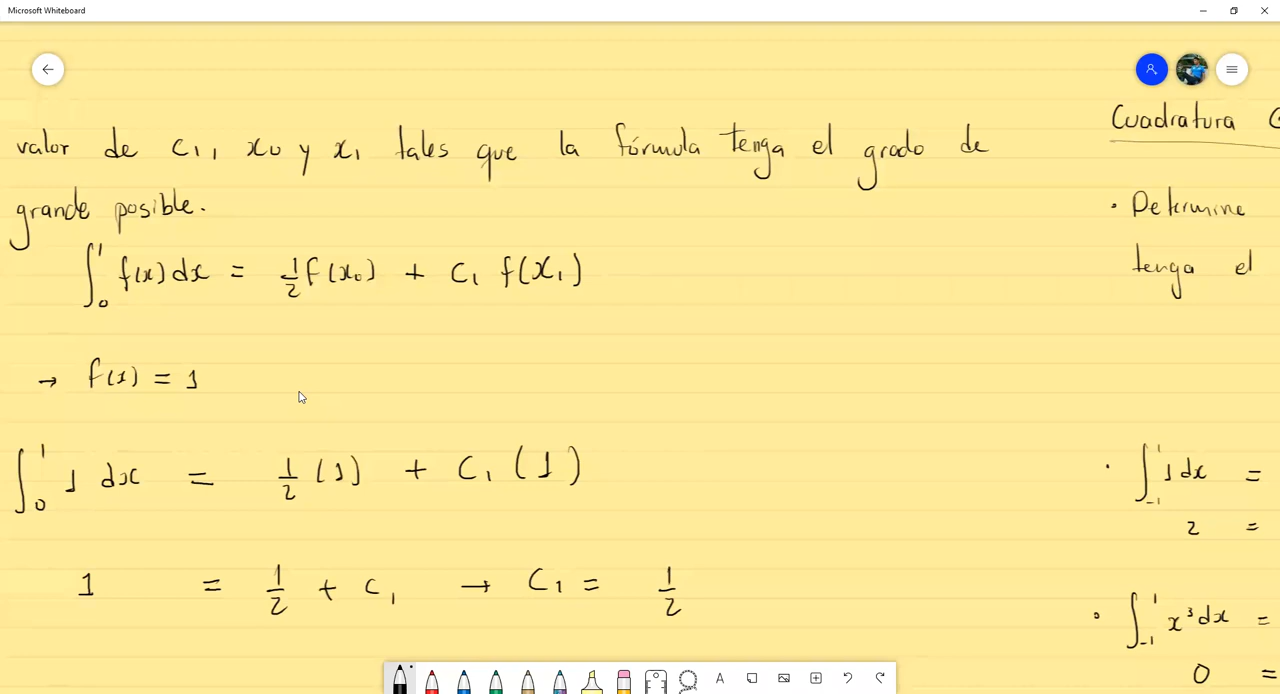 Microsoft Whiteboard
valor de c₁, x₀ y x₁ tales que la fórmula tenga el grado de
grande posible.
∫₀¹ f(x) dx = 1/2 f(x₀) + C₁ f(x₁)
→ f(x) = 1
∫₀¹ 1 dx = 1/2 (1) + C₁ (1)
1 = 1/2 + C₁ → C₁ = 1/2
Cuadratura
• Determine
tenga el
• ∫₋₁¹ 1 dx =
2 =
• ∫₋₁¹ x³ dx =
0 =
A